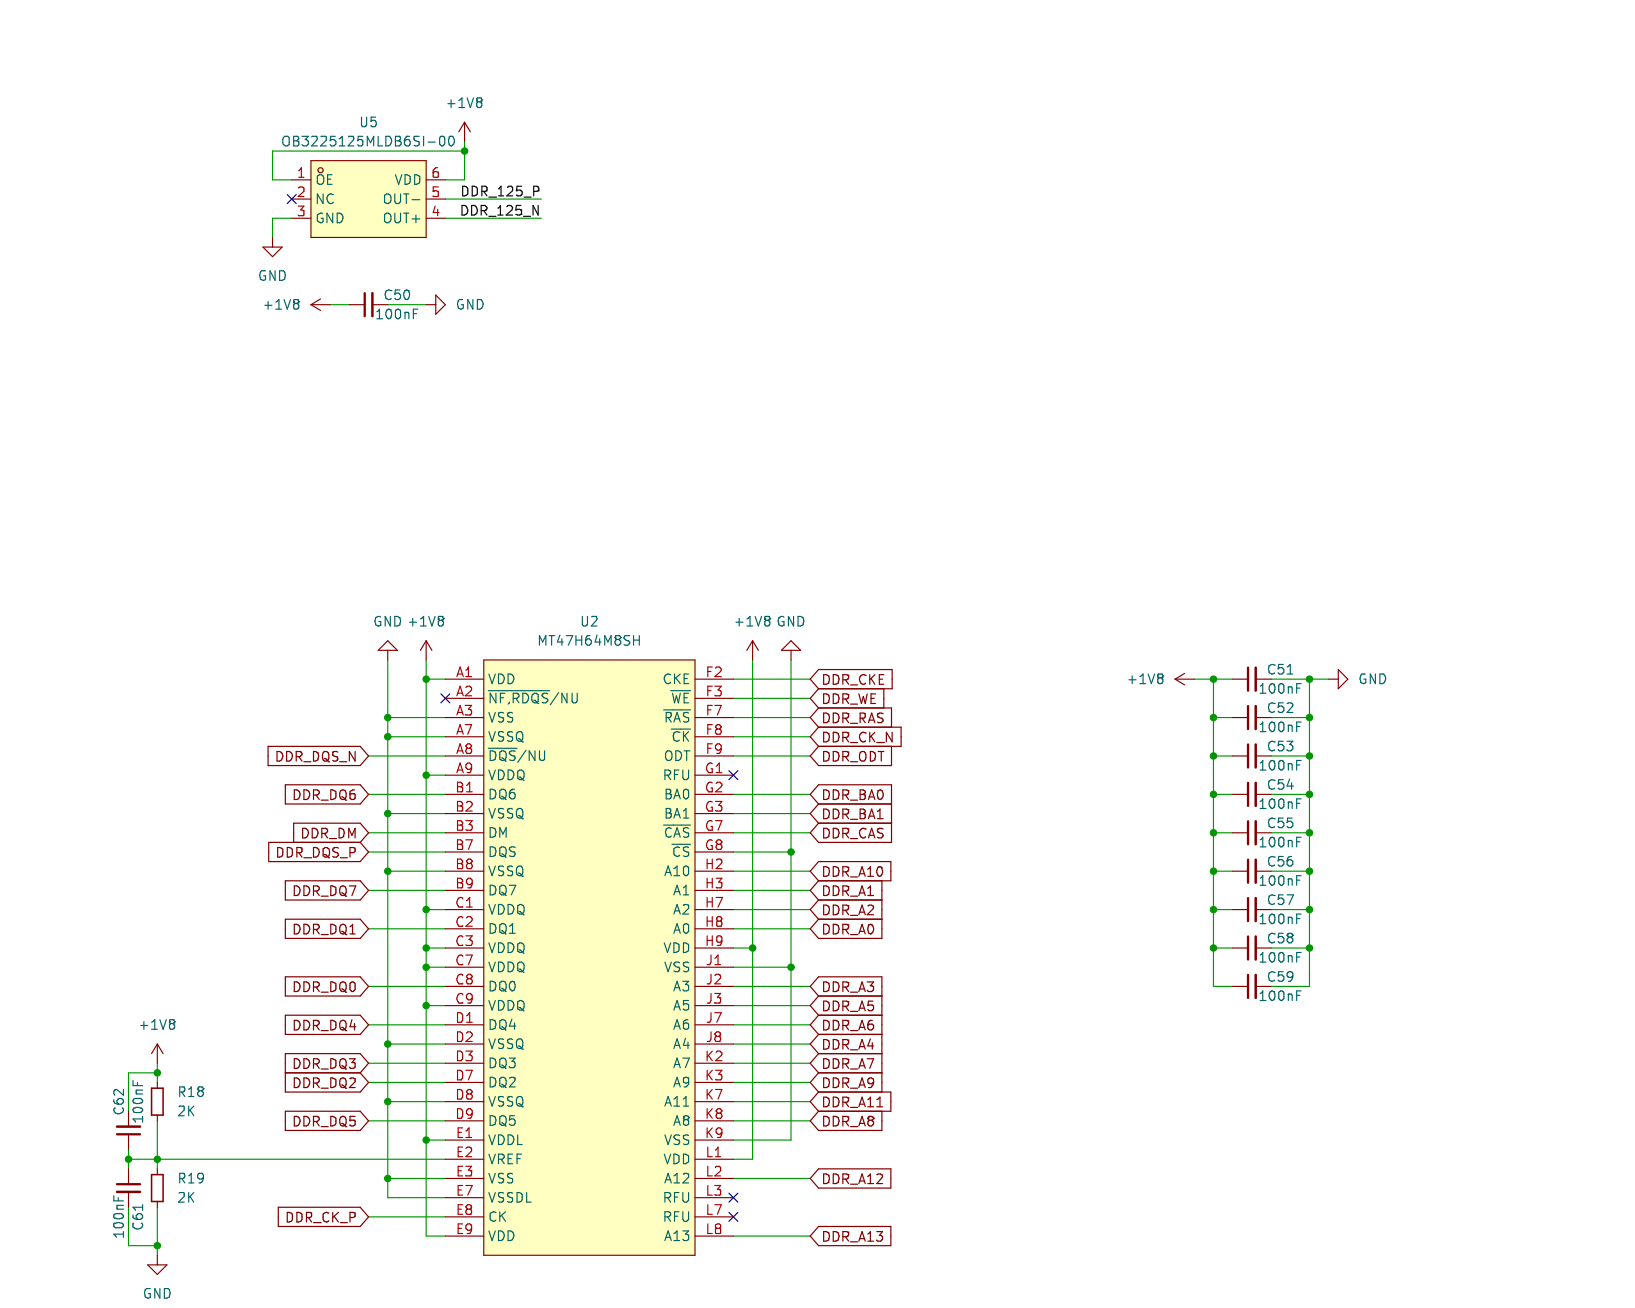 +1V8
U5
OB3225125MLDB6SI-00
1 OE VDD 6
2 NC OUT- 5 DDR_125_P
3 GND OUT+ 4 DDR_125_N
GND
+1V8 C50 GND
100nF
GND +1V8 U2 +1V8 GND
MT47H64M8SH
A1 VDD CKE F2 DDR_CKE
A2 NF,RDQS/NU WE F3 DDR_WE
A3 VSS RAS F7 DDR_RAS
A7 VSSQ CK F8 DDR_CK_N
DDR_DQS_N A8 DQS/NU ODT F9 DDR_ODT
A9 VDDQ RFU G1
DDR_DQ6 B1 DQ6 BA0 G2 DDR_BA0
B2 VSSQ BA1 G3 DDR_BA1
DDR_DM B3 DM CAS G7 DDR_CAS
DDR_DQS_P B7 DQS CS G8
B8 VSSQ A10 H2 DDR_A10
DDR_DQ7 B9 DQ7 A1 H3 DDR_A1
C1 VDDQ A2 H7 DDR_A2
DDR_DQ1 C2 DQ1 A0 H8 DDR_A0
C3 VDDQ VDD H9
C7 VDDQ VSS J1
DDR_DQ0 C8 DQ0 A3 J2 DDR_A3
C9 VDDQ A5 J3 DDR_A5
DDR_DQ4 D1 DQ4 A6 J7 DDR_A6
D2 VSSQ A4 J8 DDR_A4
DDR_DQ3 D3 DQ3 A7 K2 DDR_A7
DDR_DQ2 D7 DQ2 A9 K3 DDR_A9
D8 VSSQ A11 K7 DDR_A11
DDR_DQ5 D9 DQ5 A8 K8 DDR_A8
E1 VDDL VSS K9
E2 VREF VDD L1
E3 VSS A12 L2 DDR_A12
E7 VSSDL RFU L3
DDR_CK_P E8 CK RFU L7
E9 VDD A13 L8 DDR_A13
+1V8 C51 GND
100nF
C52
100nF
C53
100nF
C54
100nF
C55
100nF
C56
100nF
C57
100nF
C58
100nF
C59
100nF
+1V8
C62
100nF
R18
2K
R19
2K
100nF
C61
GND